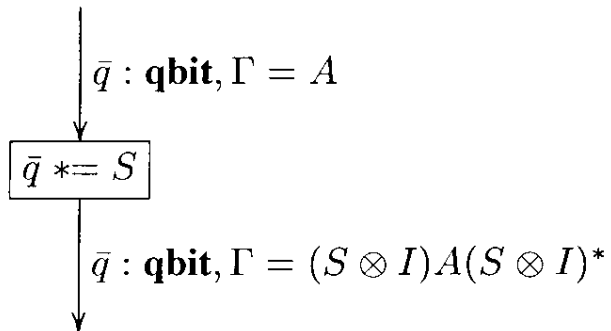 q̄ : qbit, Γ = A
q̄ *= S
q̄ : qbit, Γ = (S ⊗ I)A(S ⊗ I)*